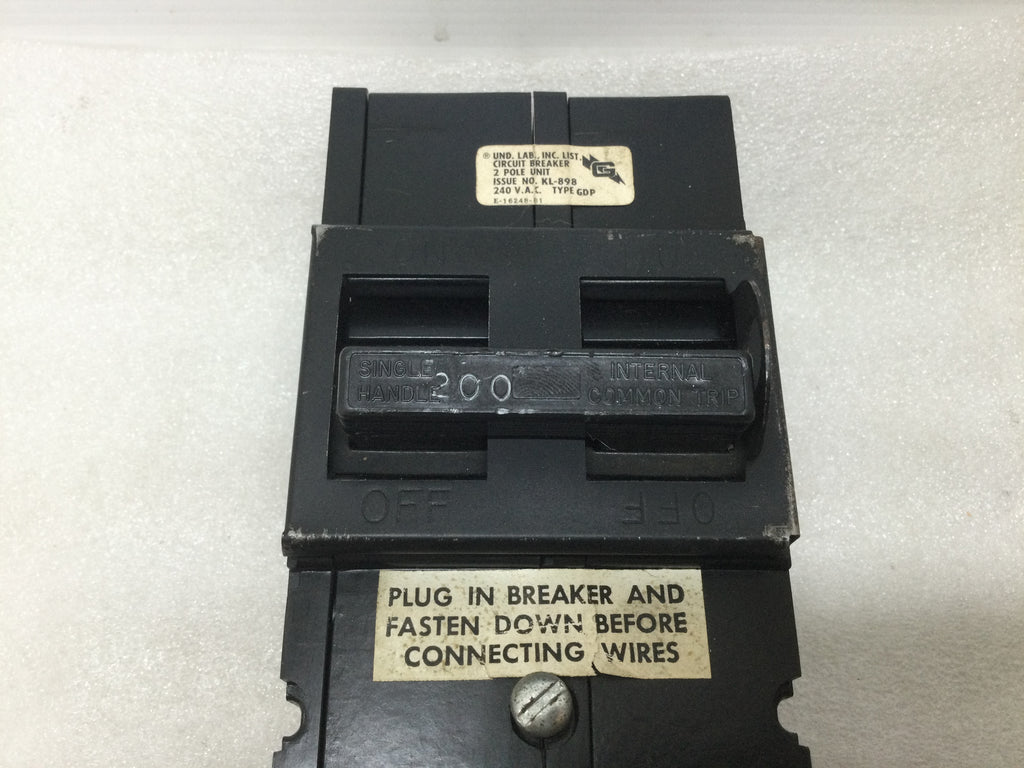 ® UND. LAB., INC. LIST.
CIRCUIT BREAKER
2 POLE UNIT
ISSUE NO. KL-898
240 V.A.C. TYPE GDP
E-16248-81
G
ON
SINGLE
HANDLE
200
INTERNAL
COMMON TRIP
OFF
OFF
PLUG IN BREAKER AND
FASTEN DOWN BEFORE
CONNECTING WIRES